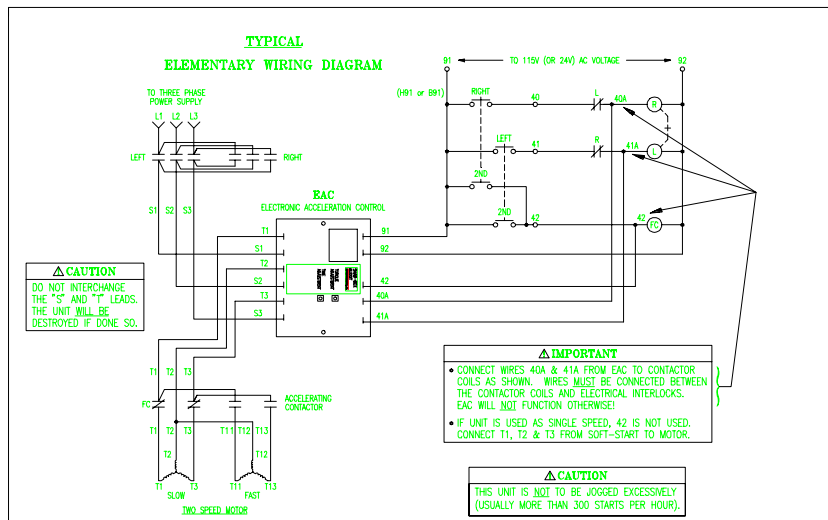 TYPICAL
ELEMENTARY WIRING DIAGRAM
TO THREE PHASE
POWER SUPPLY
L1 L2 L3
LEFT
RIGHT
S1
S2
S3
91
TO 115V (OR 24V) AC VOLTAGE
92
(H91 or B91)
RIGHT
40
L
40A
R
LEFT
41
R
41A
L
2ND
2ND
42
42
FC
EAC
ELECTRONIC ACCELERATION CONTROL
T1
S1
T2
S2
T3
S3
91
92
42
40A
41A
⚠ CAUTION
DO NOT INTERCHANGE
THE "S" AND "T" LEADS.
THE UNIT WILL BE
DESTROYED IF DONE SO.
T1 T2 T3
FC
ACCELERATING
CONTACTOR
T1 T2 T3 T11 T12 T13
T2
T12
T1 T3 T11 T13
SLOW
FAST
TWO SPEED MOTOR
⚠ IMPORTANT
• CONNECT WIRES 40A & 41A FROM EAC TO CONTACTOR
COILS AS SHOWN. WIRES MUST BE CONNECTED BETWEEN
THE CONTACTOR COILS AND ELECTRICAL INTERLOCKS.
EAC WILL NOT FUNCTION OTHERWISE!
• IF UNIT IS USED AS SINGLE SPEED, 42 IS NOT USED.
CONNECT T1, T2 & T3 FROM SOFT-START TO MOTOR.
⚠ CAUTION
THIS UNIT IS NOT TO BE JOGGED EXCESSIVELY
(USUALLY MORE THAN 300 STARTS PER HOUR).